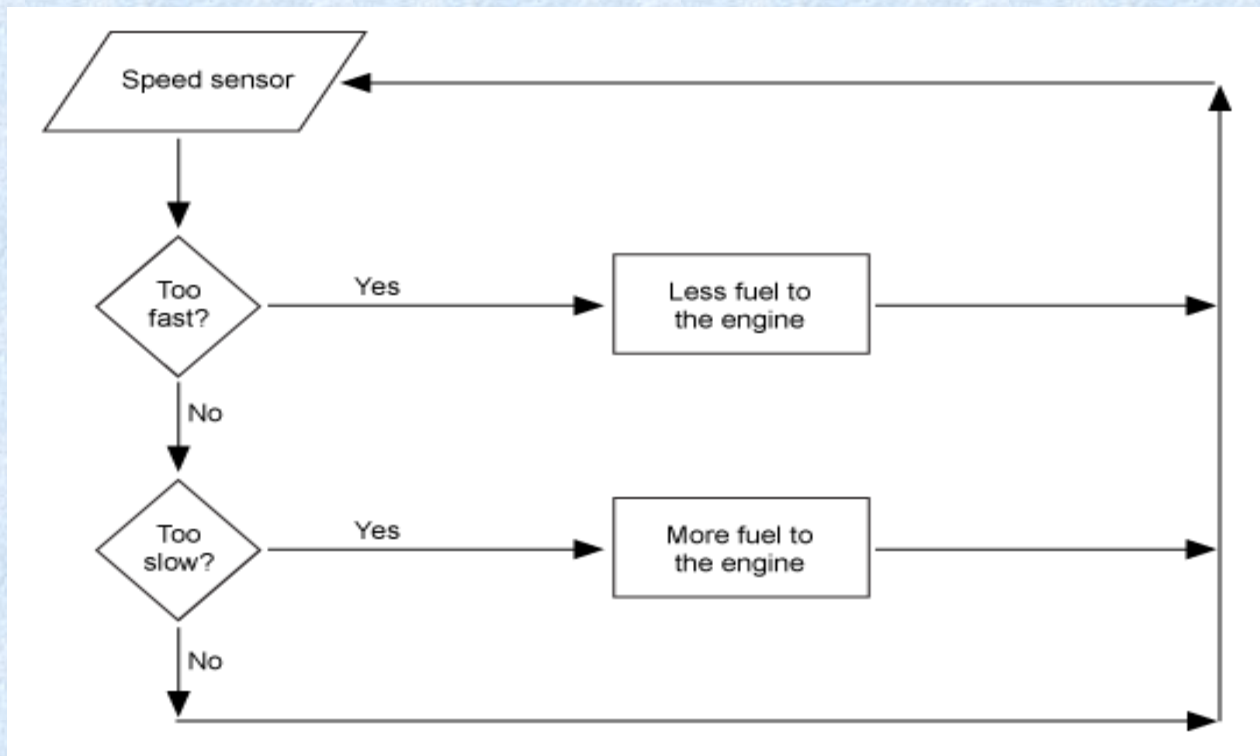 Speed sensor
Too
fast?
Yes
Less fuel to
the engine
No
Too
slow?
Yes
More fuel to
the engine
No